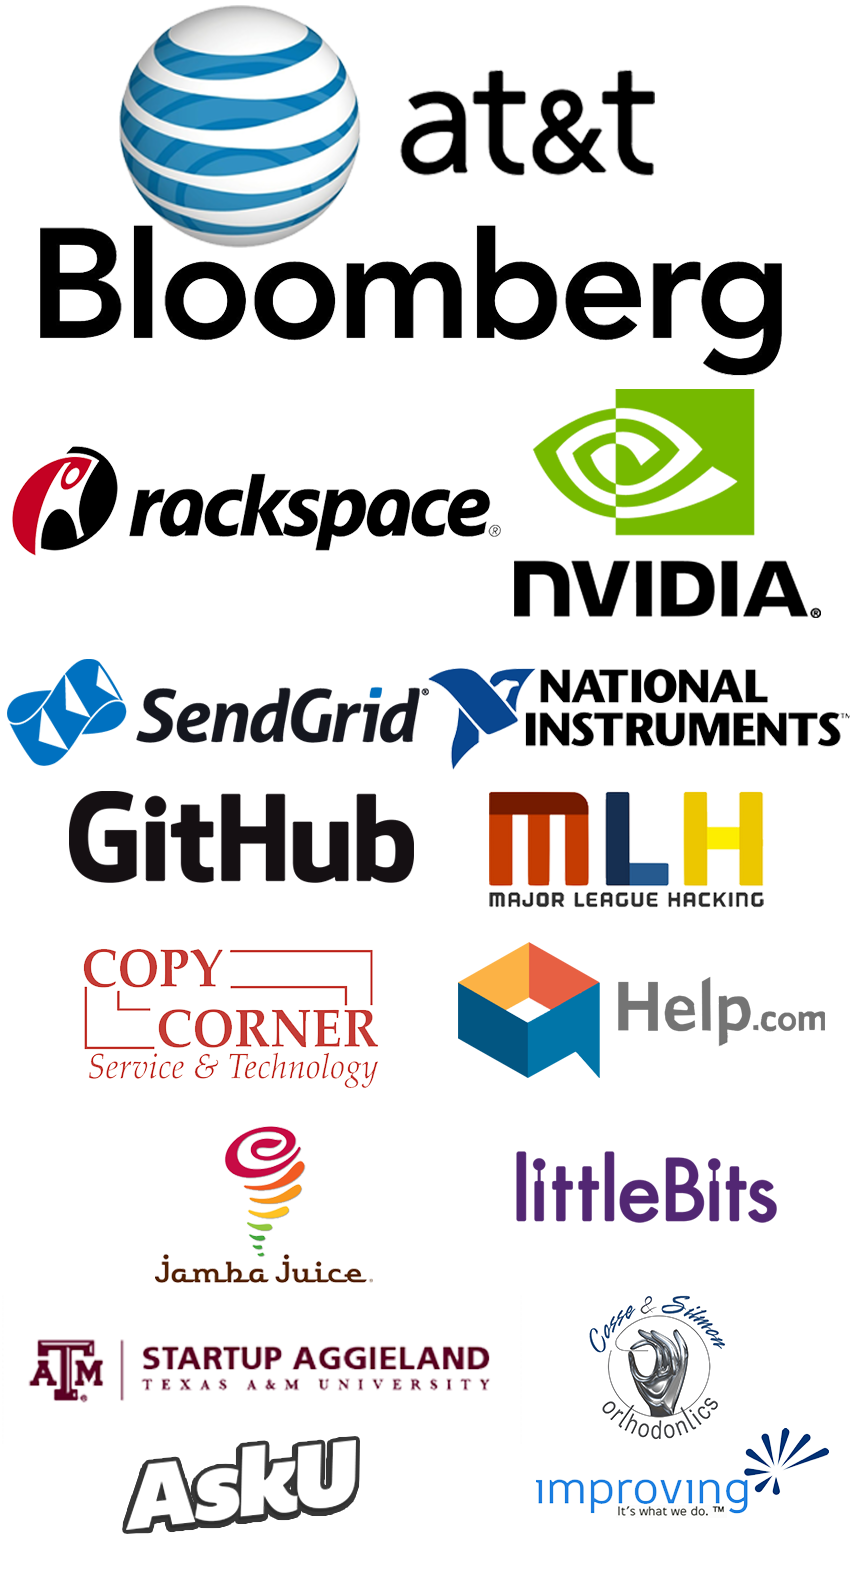 at&t
Bloomberg
rackspace®
NVIDIA®
SendGrid®
NATIONAL
INSTRUMENTS™
GitHub
MLH
MAJOR LEAGUE HACKING
COPY
CORNER
Service & Technology
Help.com
jamba juice®
littleBits
ATM® STARTUP AGGIELAND
TEXAS A&M UNIVERSITY
Cosse & Silmon
orthodontics
AskU
improving
It's what we do.™